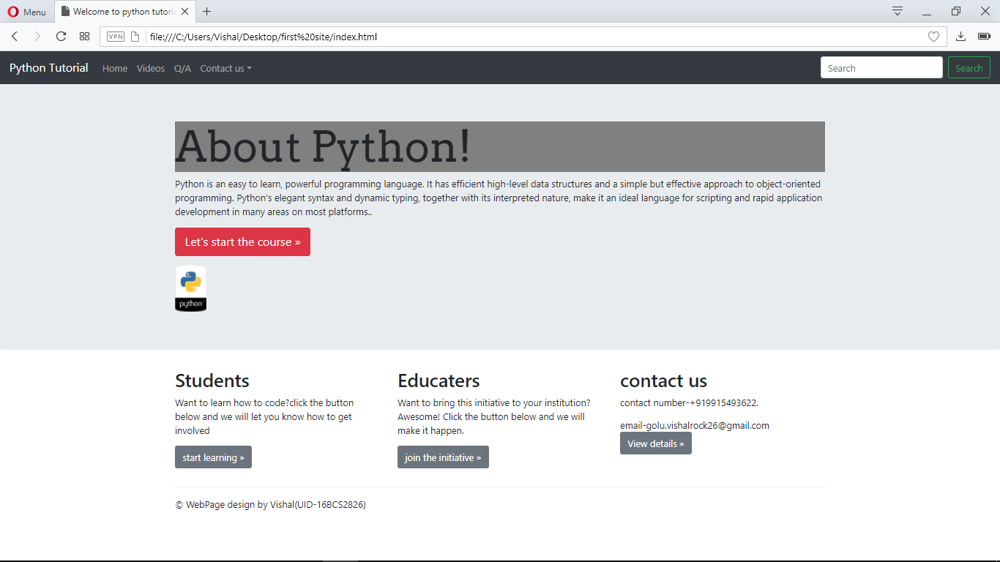 Menu
Welcome to python tutoria
VPN
file:///C:/Users/Vishal/Desktop/first%20site/index.html
Python Tutorial Home Videos Q/A Contact us Search Search
About Python!
Python is an easy to learn, powerful programming language. It has efficient high-level data structures and a simple but effective approach to object-oriented
programming. Python's elegant syntax and dynamic typing, together with its interpreted nature, make it an ideal language for scripting and rapid application
development in many areas on most platforms..
Let's start the course »
python
Students
Want to learn how to code?click the button
below and we will let you know how to get
involved
start learning »
Educaters
Want to bring this initiative to your institution?
Awesome! Click the button below and we will
make it happen.
join the initiative »
contact us
contact number-+919915493622.
email-golu.vishalrock26@gmail.com
View details »
© WebPage design by Vishal(UID-16BCS2826)